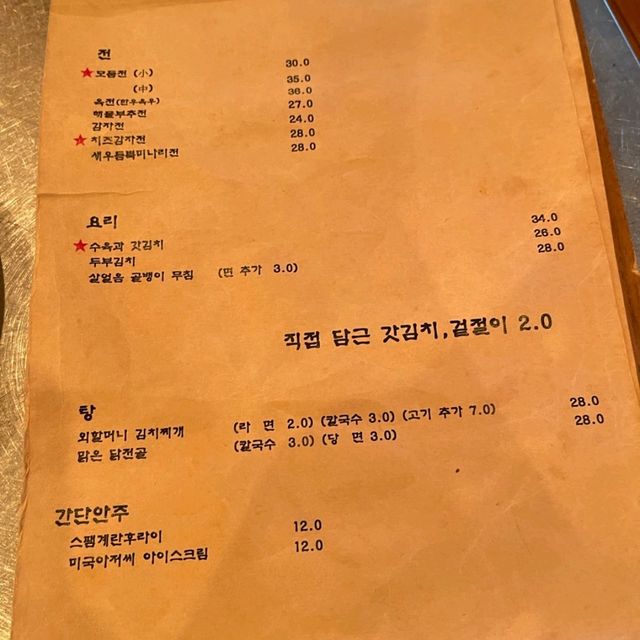 전
★ 모듬전 (小) 30.0
(中) 35.0
육전(한우육우) 36.0
해물부추전 27.0
감자전 24.0
★ 치즈감자전 28.0
새우듬뿍미나리전 28.0
요리
★ 수육과 갓김치 34.0
두부김치 26.0
살얼음 골뱅이 무침 (면 추가 3.0) 28.0
직접 담근 갓김치,겉절이 2.0
탕
외할머니 김치찌개 (라 면 2.0) (칼국수 3.0) (고기 추가 7.0) 28.0
맑은 닭전골 (칼국수 3.0) (당 면 3.0) 28.0
간단안주
스팸계란후라이 12.0
미국아저씨 아이스크림 12.0